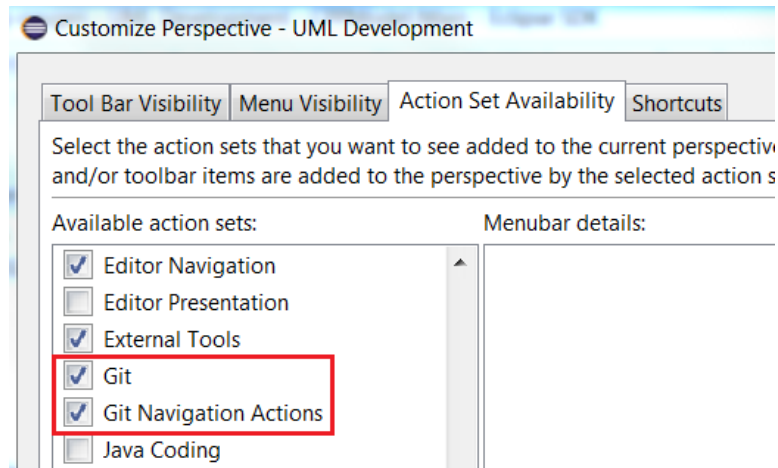 Customize Perspective - UML Development
Tool Bar Visibility Menu Visibility Action Set Availability Shortcuts
Select the action sets that you want to see added to the current perspective
and/or toolbar items are added to the perspective by the selected action s
Available action sets: Menubar details:
Editor Navigation
Editor Presentation
External Tools
Git
Git Navigation Actions
Java Coding